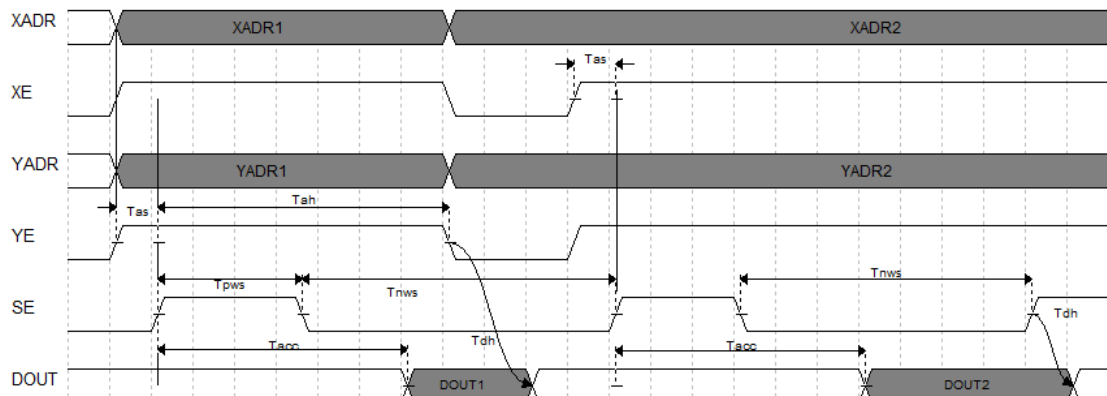 XADR XADR1 XADR2
Tas
XE
YADR YADR1 YADR2
Tas Tah
YE
Tpws Tnws Tnws
SE
Tdh Tdh
Tacc Tacc
DOUT DOUT1 DOUT2